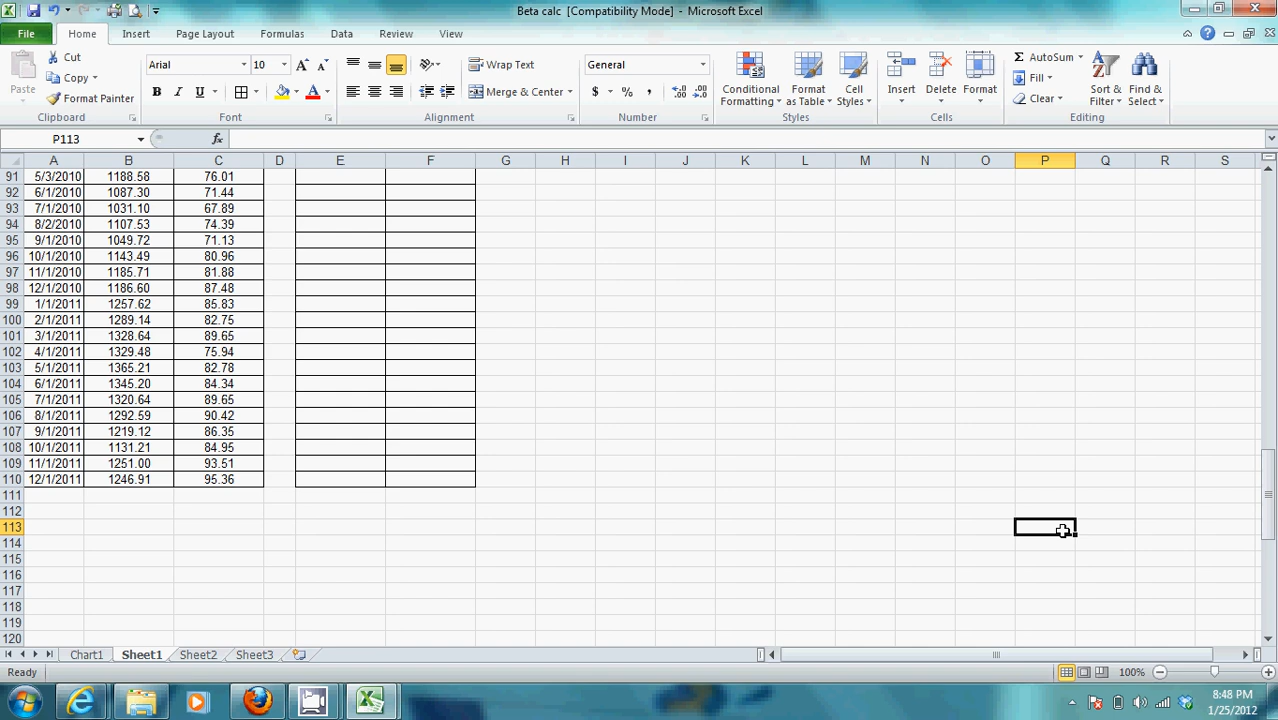 Beta calc [Compatibility Mode] - Microsoft Excel
File Home Insert Page Layout Formulas Data Review View
Cut Arial 10 Wrap Text General AutoSum
Copy Fill
Paste Format Painter Merge & Center Conditional Formatting Format as Table Cell Styles Insert Delete Format Clear Sort & Filter Find & Select
Clipboard Font Alignment Number Styles Cells Editing
P113 fx
A B C D E F G H I J K L M N O P Q R S
91 5/3/2010 1188.58 76.01
92 6/1/2010 1087.30 71.44
93 7/1/2010 1031.10 67.89
94 8/2/2010 1107.53 74.39
95 9/1/2010 1049.72 71.13
96 10/1/2010 1143.49 80.96
97 11/1/2010 1185.71 81.88
98 12/1/2010 1186.60 87.48
99 1/1/2011 1257.62 85.83
100 2/1/2011 1289.14 82.75
101 3/1/2011 1328.64 89.65
102 4/1/2011 1329.48 75.94
103 5/1/2011 1365.21 82.78
104 6/1/2011 1345.20 84.34
105 7/1/2011 1320.64 89.65
106 8/1/2011 1292.59 90.42
107 9/1/2011 1219.12 86.35
108 10/1/2011 1131.21 84.95
109 11/1/2011 1251.00 93.51
110 12/1/2011 1246.91 95.36
111
112
113
114
115
116
117
118
119
120
Chart1 Sheet1 Sheet2 Sheet3
Ready 100%
8:48 PM
1/25/2012